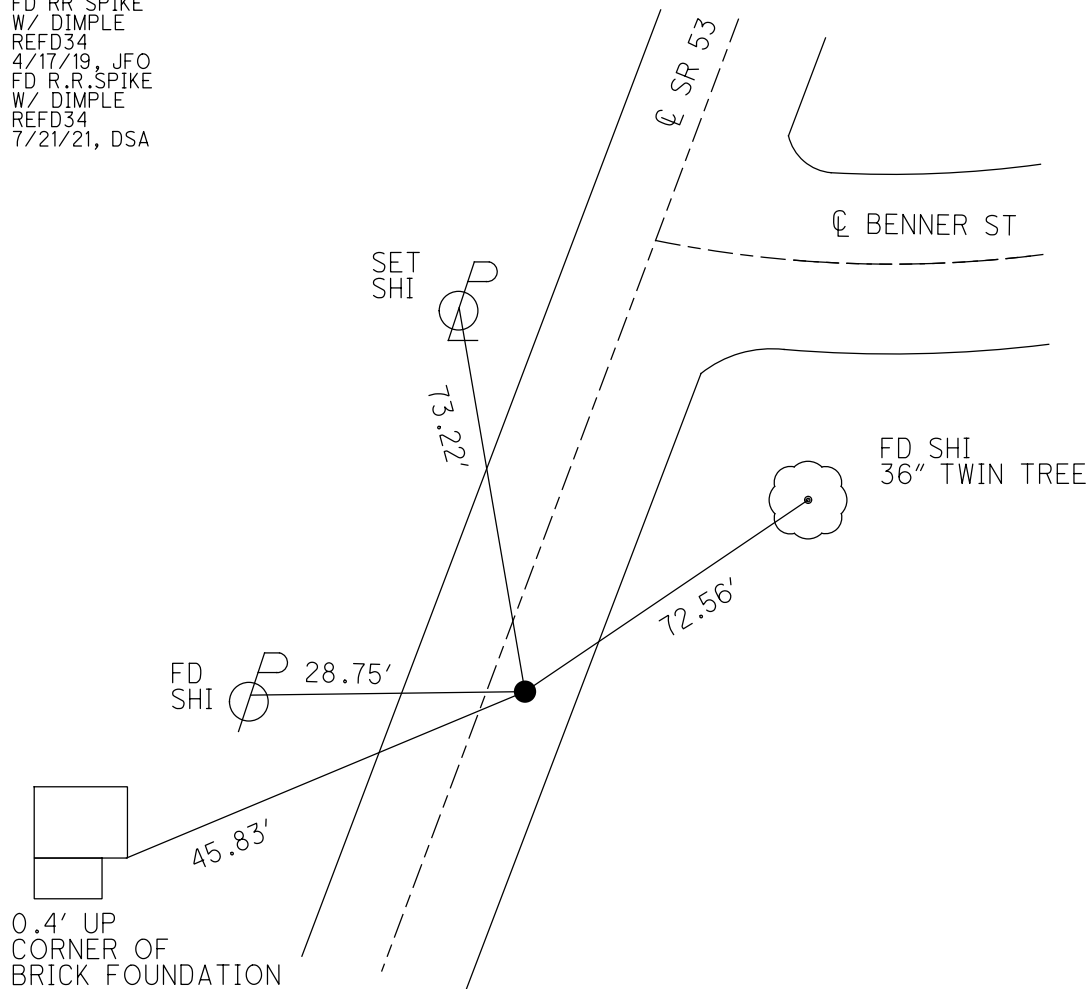 FD RR SPIKE
W/ DIMPLE
REFD34
4/17/19, JFO
FD R.R.SPIKE
W/ DIMPLE
REFD34
7/21/21, DSA
℄ SR 53
℄ BENNER ST
SET
SHI
73.22'
FD SHI
36" TWIN TREE
72.56'
FD
SHI
28.75'
45.83'
0.4' UP
CORNER OF
BRICK FOUNDATION